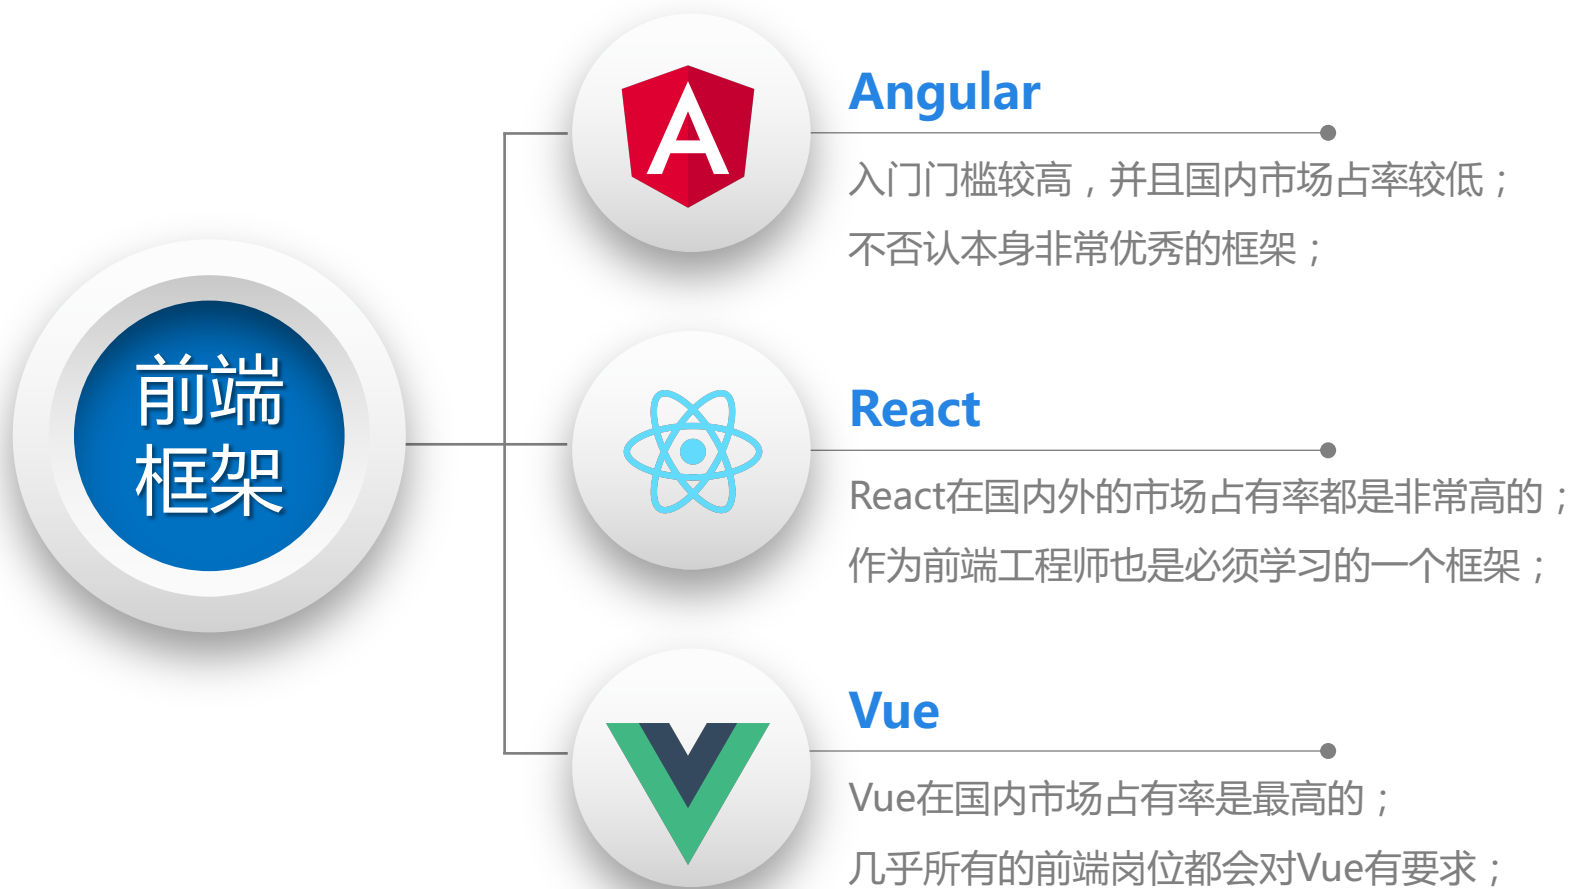 前端
框架
Angular
入门门槛较高，并且国内市场占率较低；
不否认本身非常优秀的框架；
React
React在国内外的市场占有率都是非常高的；
作为前端工程师也是必须学习的一个框架；
Vue
Vue在国内市场占有率是最高的；
几乎所有的前端岗位都会对Vue有要求；